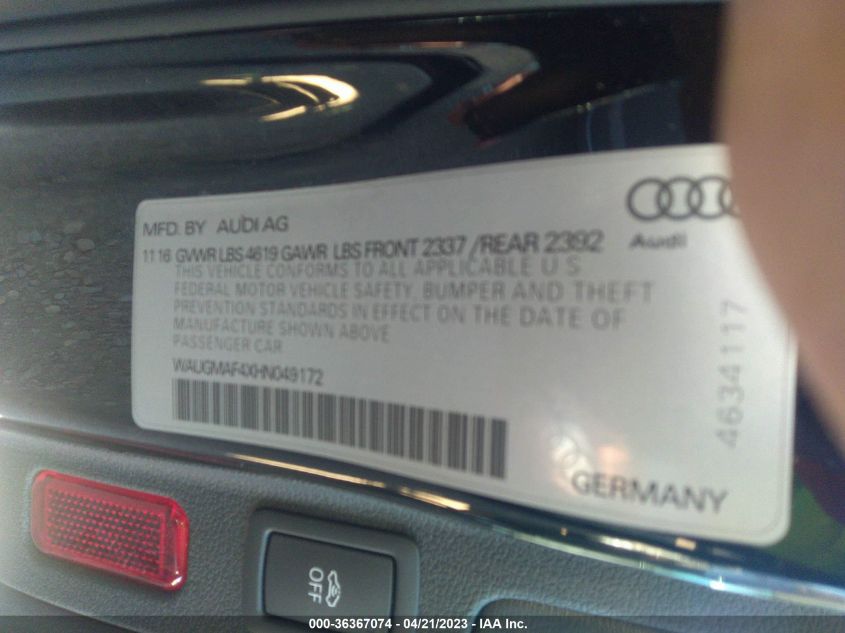 MFD. BY AUDI AG
11 16 GVWR LBS 4619 GAWR LBS FRONT 2337 / REAR 2392
THIS VEHICLE CONFORMS TO ALL APPLICABLE U S
FEDERAL MOTOR VEHICLE SAFETY, BUMPER AND THEFT
PREVENTION STANDARDS IN EFFECT ON THE DATE OF
MANUFACTURE SHOWN ABOVE
PASSENGER CAR
WAUGMAF4XHN049172
Audi
4634117
GERMANY
OFF
000-36367074 / 04/21/2023 - IAA Inc.